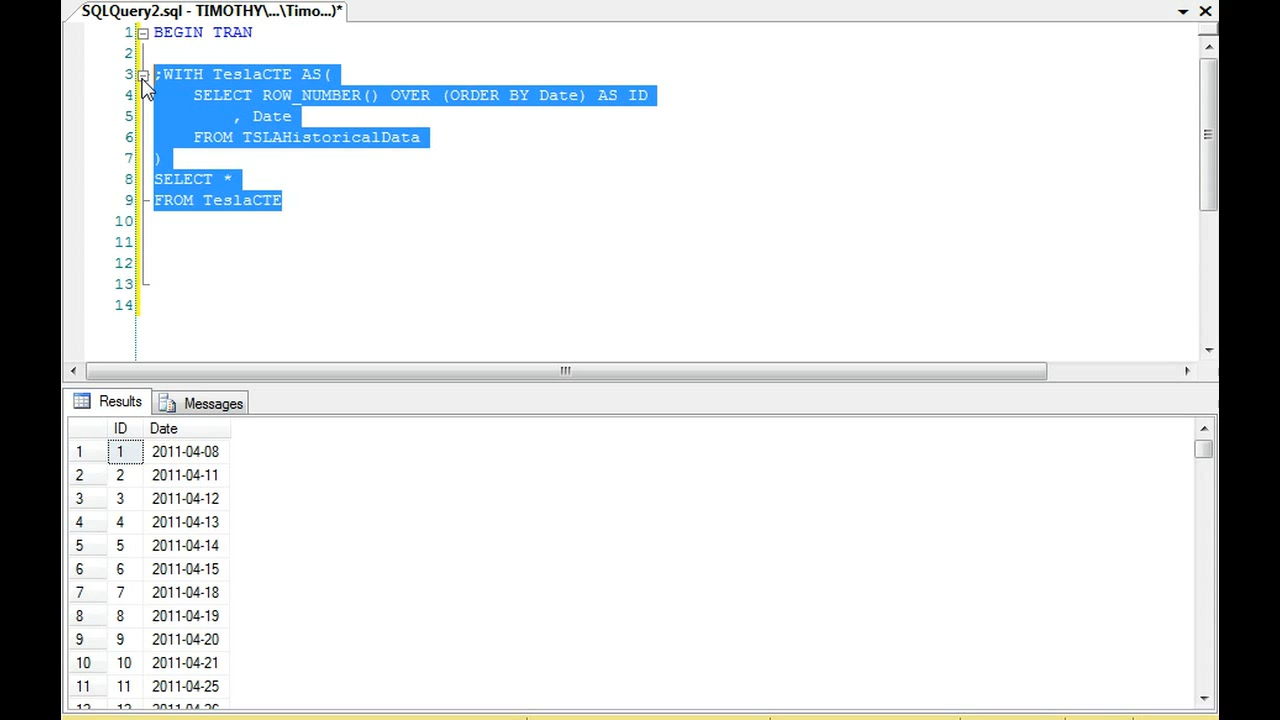 SQLQuery2.sql - TIMOTHY\...\Timo...)*
1 BEGIN TRAN
2
3 ;WITH TeslaCTE AS(
4 SELECT ROW_NUMBER() OVER (ORDER BY Date) AS ID
5 , Date
6 FROM TSLAHistoricalData
7 )
8 SELECT *
9 FROM TeslaCTE
10
11
12
13
14
Results Messages
ID Date
1 1 2011-04-08
2 2 2011-04-11
3 3 2011-04-12
4 4 2011-04-13
5 5 2011-04-14
6 6 2011-04-15
7 7 2011-04-18
8 8 2011-04-19
9 9 2011-04-20
10 10 2011-04-21
11 11 2011-04-25
12 12 2011-04-26